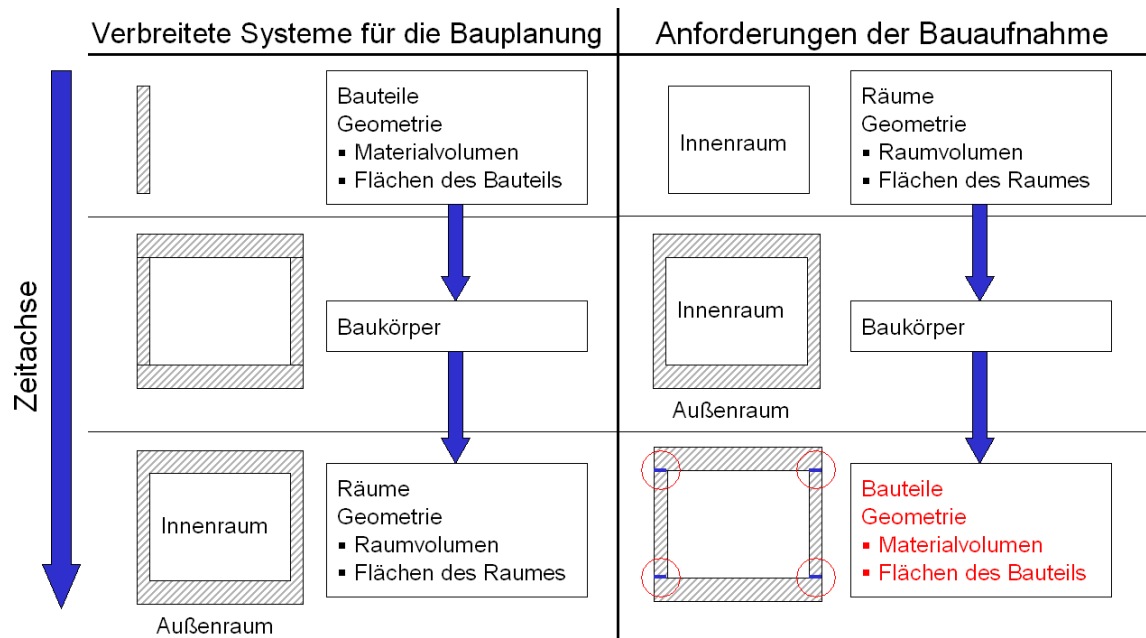 Verbreitete Systeme für die Bauplanung
Anforderungen der Bauaufnahme
Zeitachse
Bauteile
Geometrie
▪ Materialvolumen
▪ Flächen des Bauteils
Innenraum
Räume
Geometrie
▪ Raumvolumen
▪ Flächen des Raumes
Baukörper
Innenraum
Außenraum
Baukörper
Innenraum
Außenraum
Räume
Geometrie
▪ Raumvolumen
▪ Flächen des Raumes
Bauteile
Geometrie
▪ Materialvolumen
▪ Flächen des Bauteils